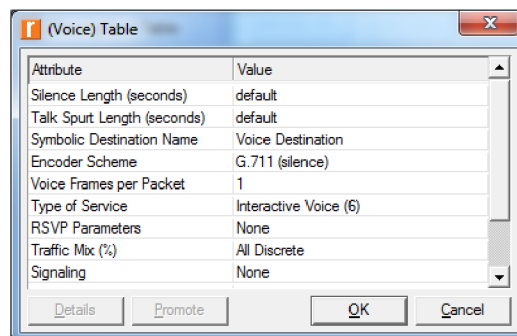 (Voice) Table
Attribute Value
Silence Length (seconds) default
Talk Spurt Length (seconds) default
Symbolic Destination Name Voice Destination
Encoder Scheme G.711 (silence)
Voice Frames per Packet 1
Type of Service Interactive Voice (6)
RSVP Parameters None
Traffic Mix (%) All Discrete
Signaling None
Details Promote OK Cancel